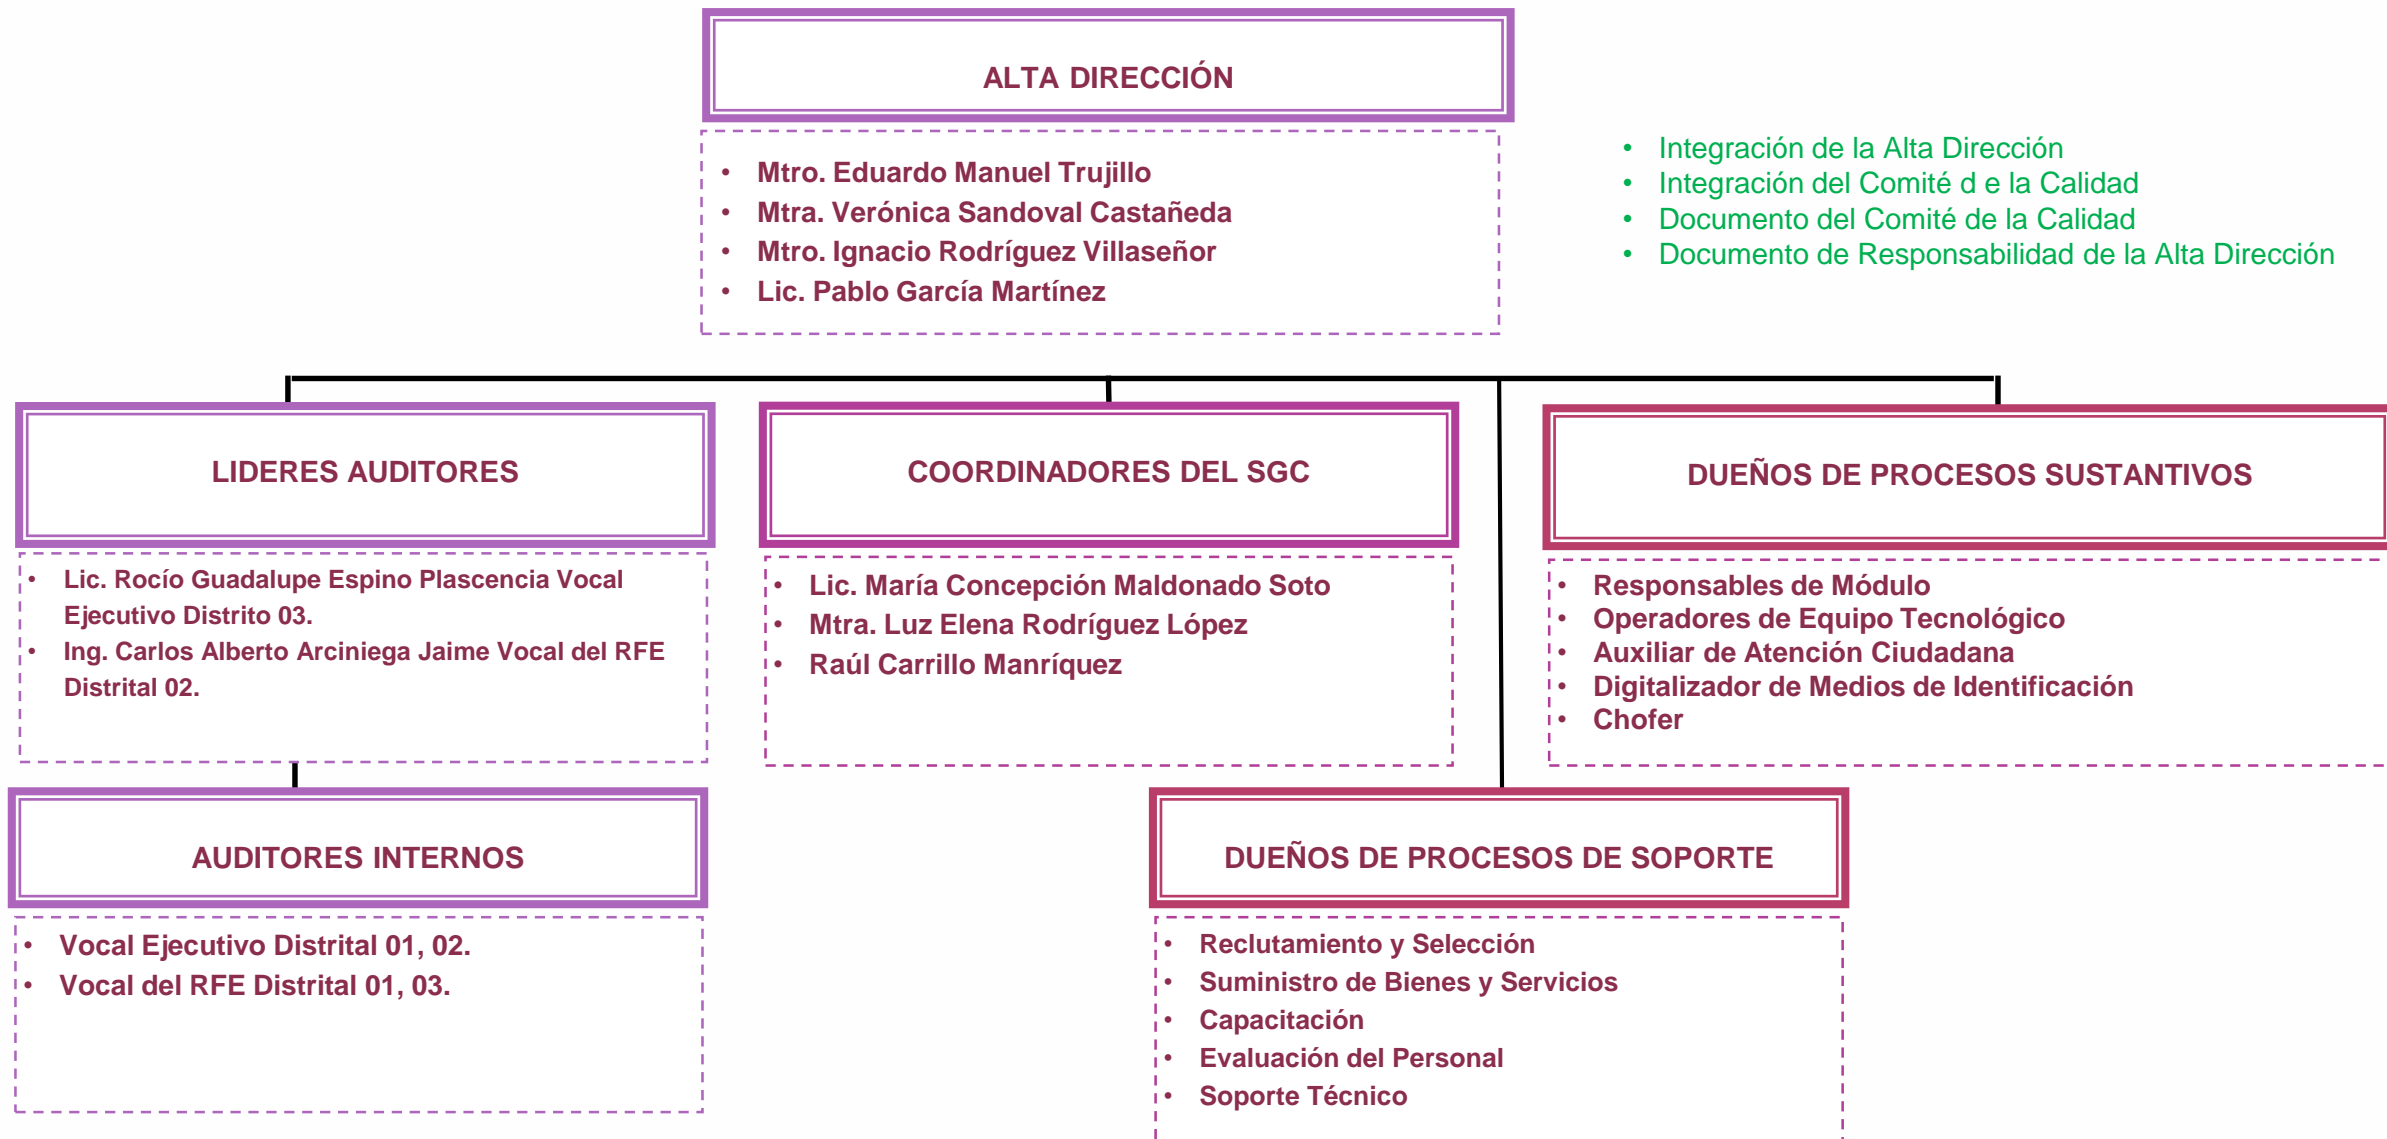 ALTA DIRECCIÓN
• Mtro. Eduardo Manuel Trujillo
• Mtra. Verónica Sandoval Castañeda
• Mtro. Ignacio Rodríguez Villaseñor
• Lic. Pablo García Martínez
• Integración de la Alta Dirección
• Integración del Comité d e la Calidad
• Documento del Comité de la Calidad
• Documento de Responsabilidad de la Alta Dirección
LIDERES AUDITORES
• Lic. Rocío Guadalupe Espino Plascencia Vocal
Ejecutivo Distrito 03.
• Ing. Carlos Alberto Arciniega Jaime Vocal del RFE
Distrital 02.
COORDINADORES DEL SGC
• Lic. María Concepción Maldonado Soto
• Mtra. Luz Elena Rodríguez López
• Raúl Carrillo Manríquez
DUEÑOS DE PROCESOS SUSTANTIVOS
• Responsables de Módulo
• Operadores de Equipo Tecnológico
• Auxiliar de Atención Ciudadana
• Digitalizador de Medios de Identificación
• Chofer
AUDITORES INTERNOS
• Vocal Ejecutivo Distrital 01, 02.
• Vocal del RFE Distrital 01, 03.
DUEÑOS DE PROCESOS DE SOPORTE
• Reclutamiento y Selección
• Suministro de Bienes y Servicios
• Capacitación
• Evaluación del Personal
• Soporte Técnico